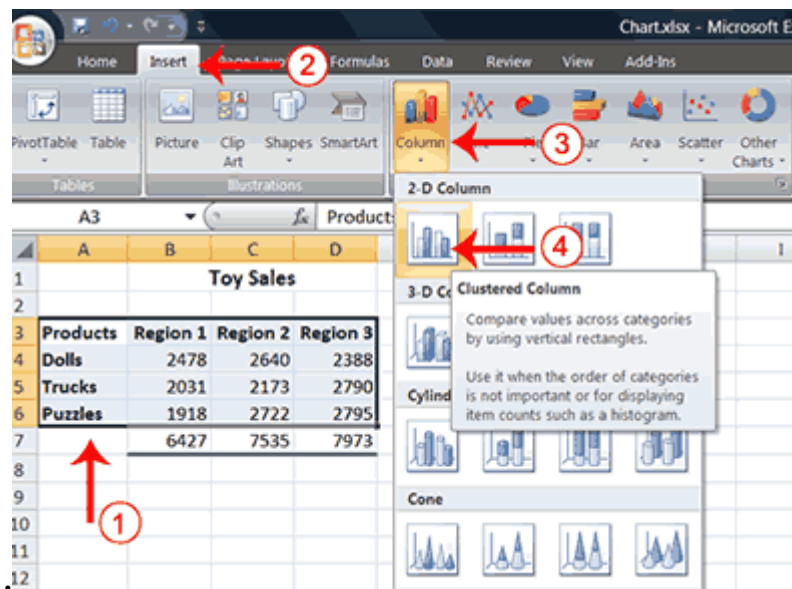 Chart.xlsx - Microsoft E
Home Insert Formulas Data Review View Add-Ins
2
PivotTable Table Picture Clip Art Shapes SmartArt Column Area Scatter Other Charts
3
Tables Illustrations
2-D Column
A3 fx Product
4
A B C D I
Clustered Column
Compare values across categories
by using vertical rectangles.
Use it when the order of categories
is not important or for displaying
item counts such as a histogram.
1 Toy Sales
2
3 Products Region 1 Region 2 Region 3
4 Dolls 2478 2640 2388
5 Trucks 2031 2173 2790
6 Puzzles 1918 2722 2795
7 6427 7535 7973
8
9
10
11
12
1
3-D Co
Cylind
Cone